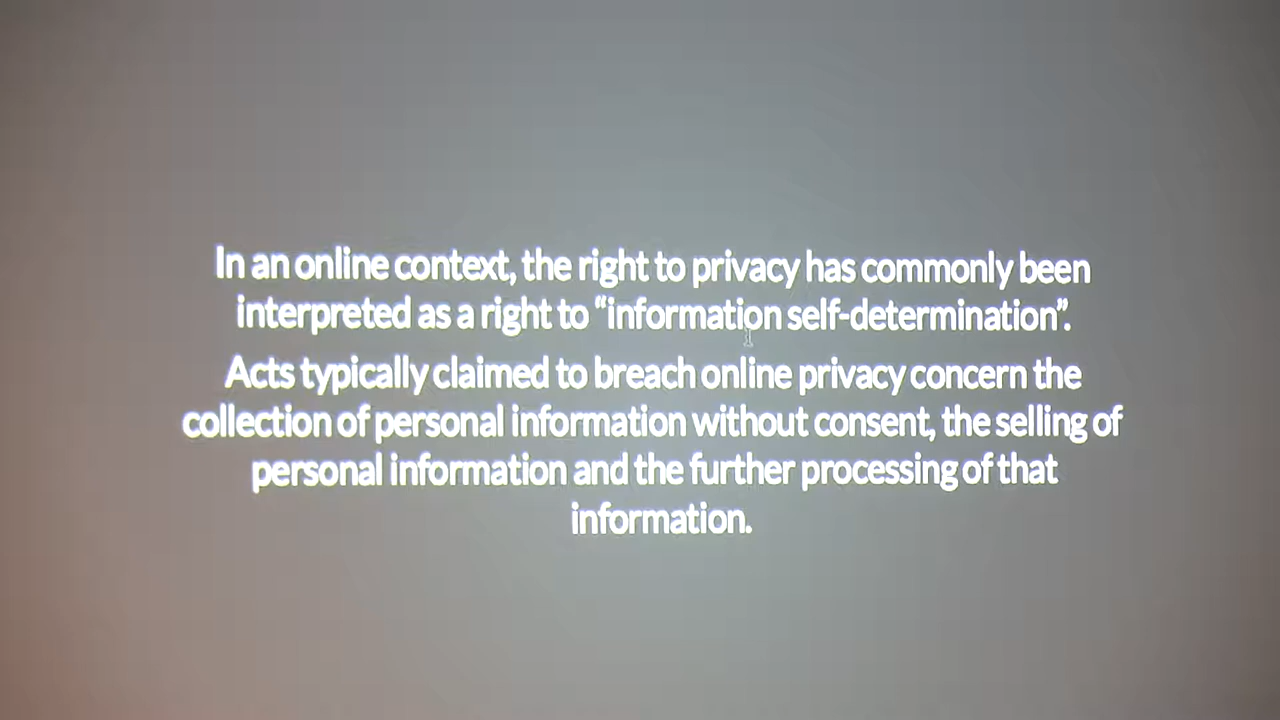 In an online context, the right to privacy has commonly been
interpreted as a right to “information self-determination”.
Acts typically claimed to breach online privacy concern the
collection of personal information without consent, the selling of
personal information and the further processing of that
information.